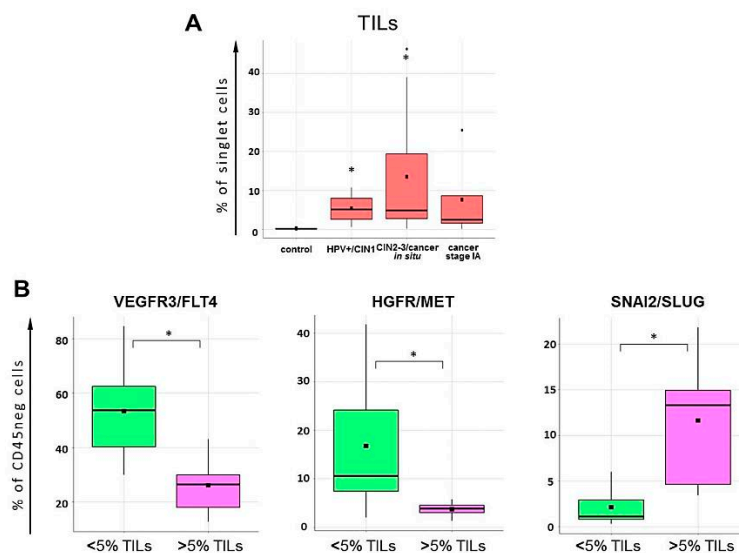 A
TILs
% of singlet cells
40
30
20
10
0
*
*
control
HPV+/CIN1
CIN2-3/cancer
in situ
cancer
stage IA
B
VEGFR3/FLT4
HGFR/MET
SNAI2/SLUG
% of CD45neg cells
80
60
40
20
*
<5% TILs
>5% TILs
40
30
20
10
0
*
<5% TILs
>5% TILs
20
15
10
5
0
*
<5% TILs
>5% TILs